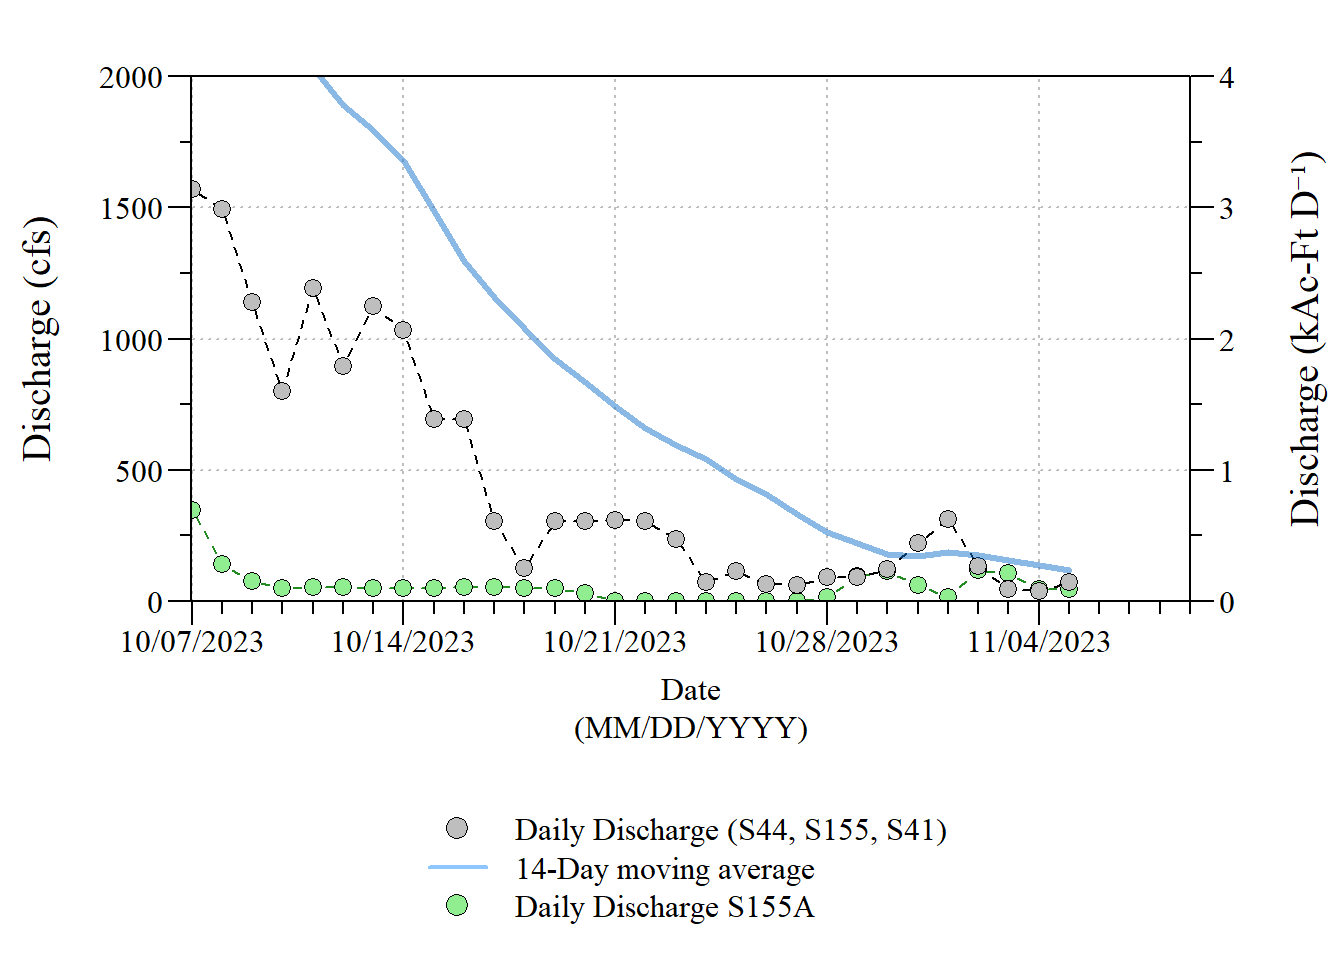 2000
1500
1000
500
0
Discharge (cfs)
4
3
2
1
0
Discharge (kAc-Ft D⁻¹)
10/07/2023
10/14/2023
10/21/2023
10/28/2023
11/04/2023
Date
(MM/DD/YYYY)
Daily Discharge (S44, S155, S41)
14-Day moving average
Daily Discharge S155A